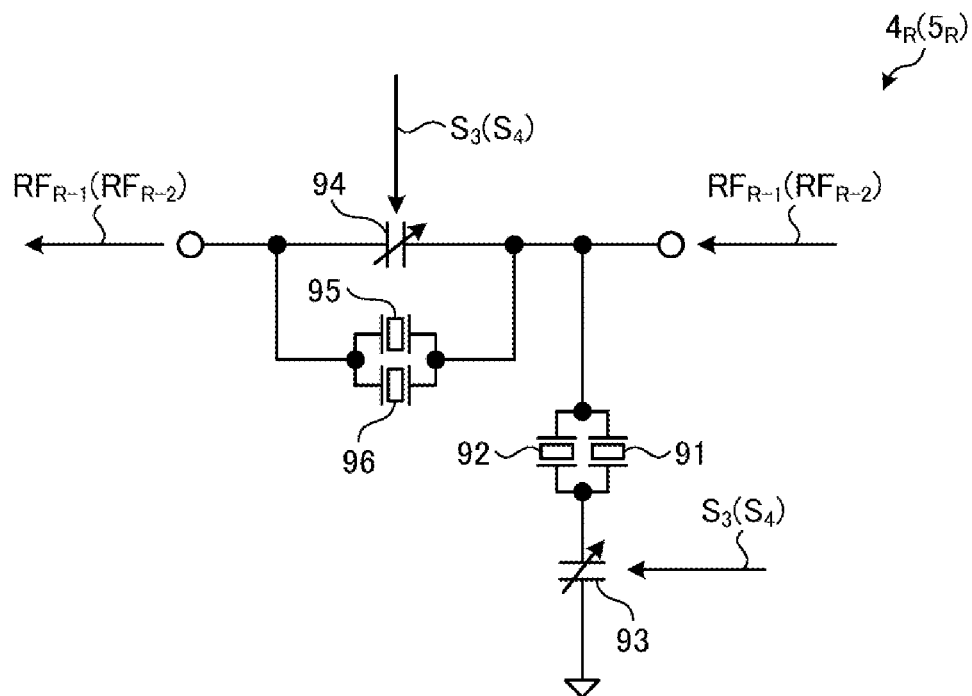 4R(5R)
S3(S4)
RFR-1(RFR-2)
94
RFR-1(RFR-2)
95
96
92
91
S3(S4)
93